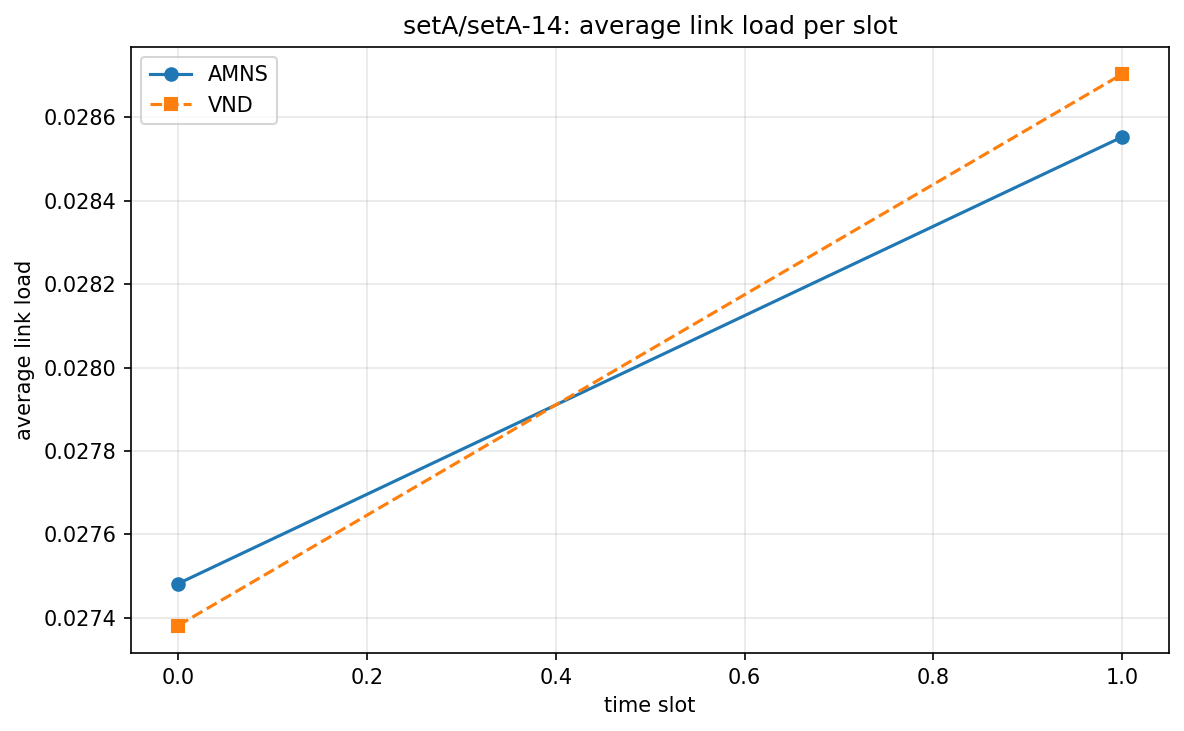 setA/setA-14: average link load per slot
AMNS
VND
average link load
0.0286
0.0284
0.0282
0.0280
0.0278
0.0276
0.0274
0.0 0.2 0.4 0.6 0.8 1.0
time slot